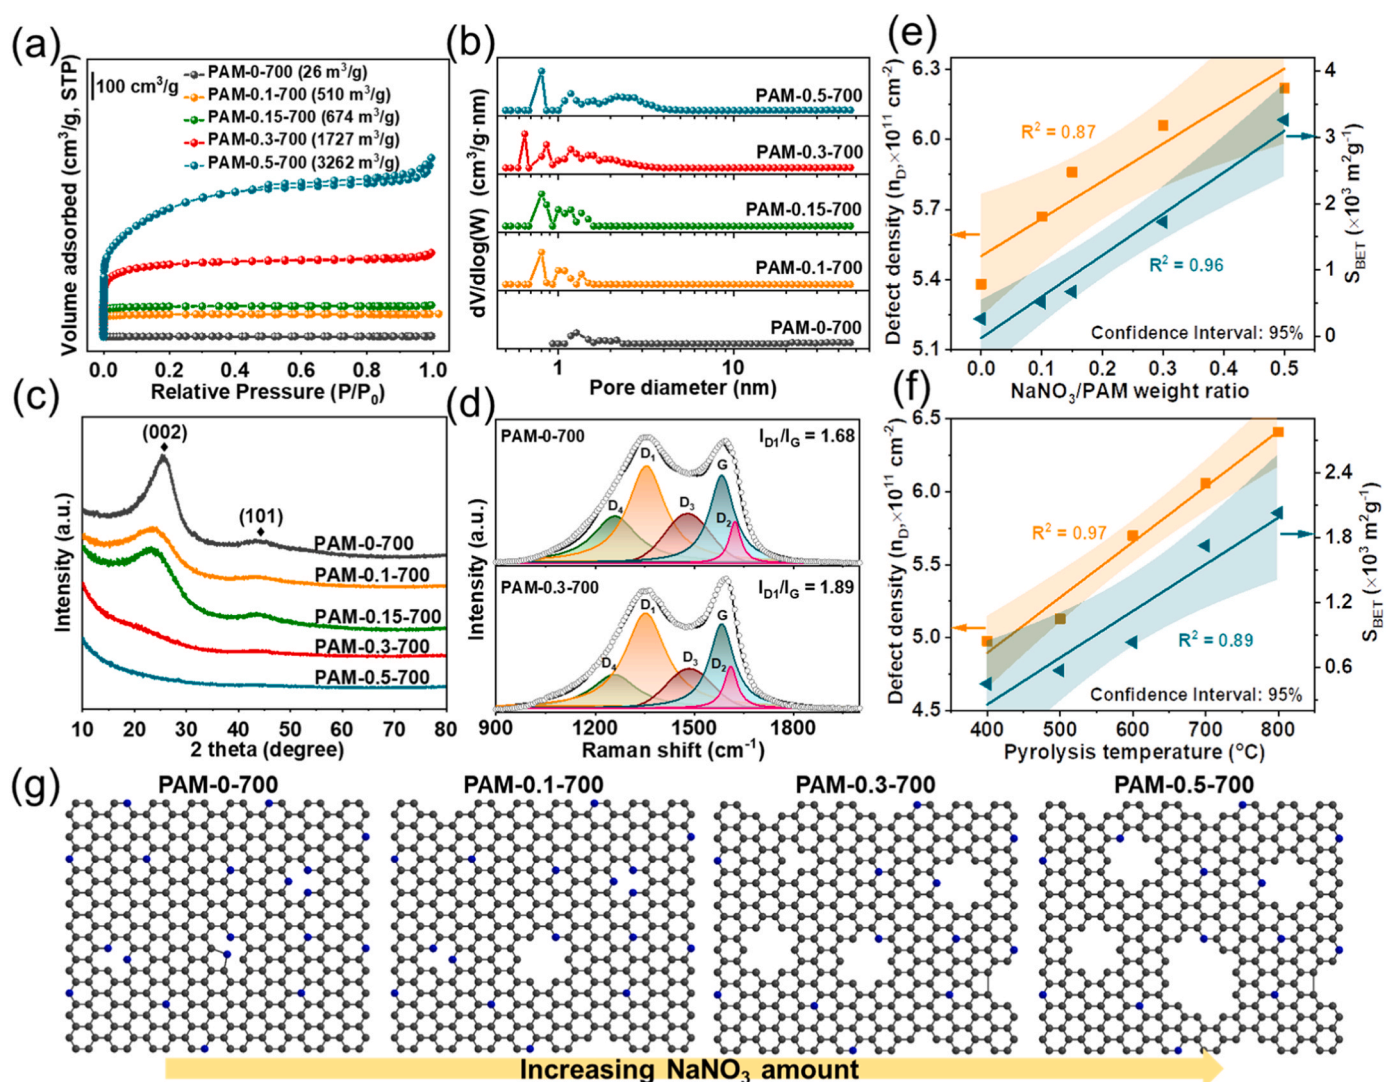 (a)
Volume adsorbed (cm³/g, STP)
100 cm³/g
PAM-0-700 (26 m³/g)
PAM-0.1-700 (510 m³/g)
PAM-0.15-700 (674 m³/g)
PAM-0.3-700 (1727 m³/g)
PAM-0.5-700 (3262 m³/g)
0.0 0.2 0.4 0.6 0.8 1.0
Relative Pressure (P/P₀)
(b)
dV/dlog(W) (cm³/g·nm)
PAM-0.5-700
PAM-0.3-700
PAM-0.15-700
PAM-0.1-700
PAM-0-700
1 10
Pore diameter (nm)
(e)
Defect density (n_D,×10¹¹ cm⁻²)
6.3
6.0
5.7
5.4
5.1
R² = 0.87
R² = 0.96
Confidence Interval: 95%
4
3
2
1
0
S_BET (×10³ m²g⁻¹)
0.0 0.1 0.2 0.3 0.4 0.5
NaNO₃/PAM weight ratio
(c)
Intensity (a.u.)
(002)
(101)
PAM-0-700
PAM-0.1-700
PAM-0.15-700
PAM-0.3-700
PAM-0.5-700
10 20 30 40 50 60 70 80
2 theta (degree)
(d)
Intensity (a.u.)
PAM-0-700
I_D1/I_G = 1.68
D₁
G
D₄
D₃
D₂
PAM-0.3-700
I_D1/I_G = 1.89
D₁
G
D₄
D₃
D₂
900 1200 1500 1800
Raman shift (cm⁻¹)
(f)
Defect density (n_D,×10¹¹ cm⁻²)
6.5
6.0
5.5
5.0
4.5
R² = 0.97
R² = 0.89
Confidence Interval: 95%
2.4
1.8
1.2
0.6
S_BET (×10³ m²g⁻¹)
400 500 600 700 800
Pyrolysis temperature (°C)
(g)
PAM-0-700
PAM-0.1-700
PAM-0.3-700
PAM-0.5-700
Increasing NaNO₃ amount